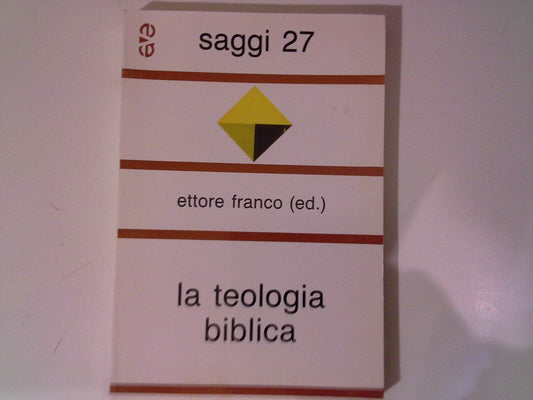 ave
saggi 27
ettore franco (ed.)
la teologia
biblica